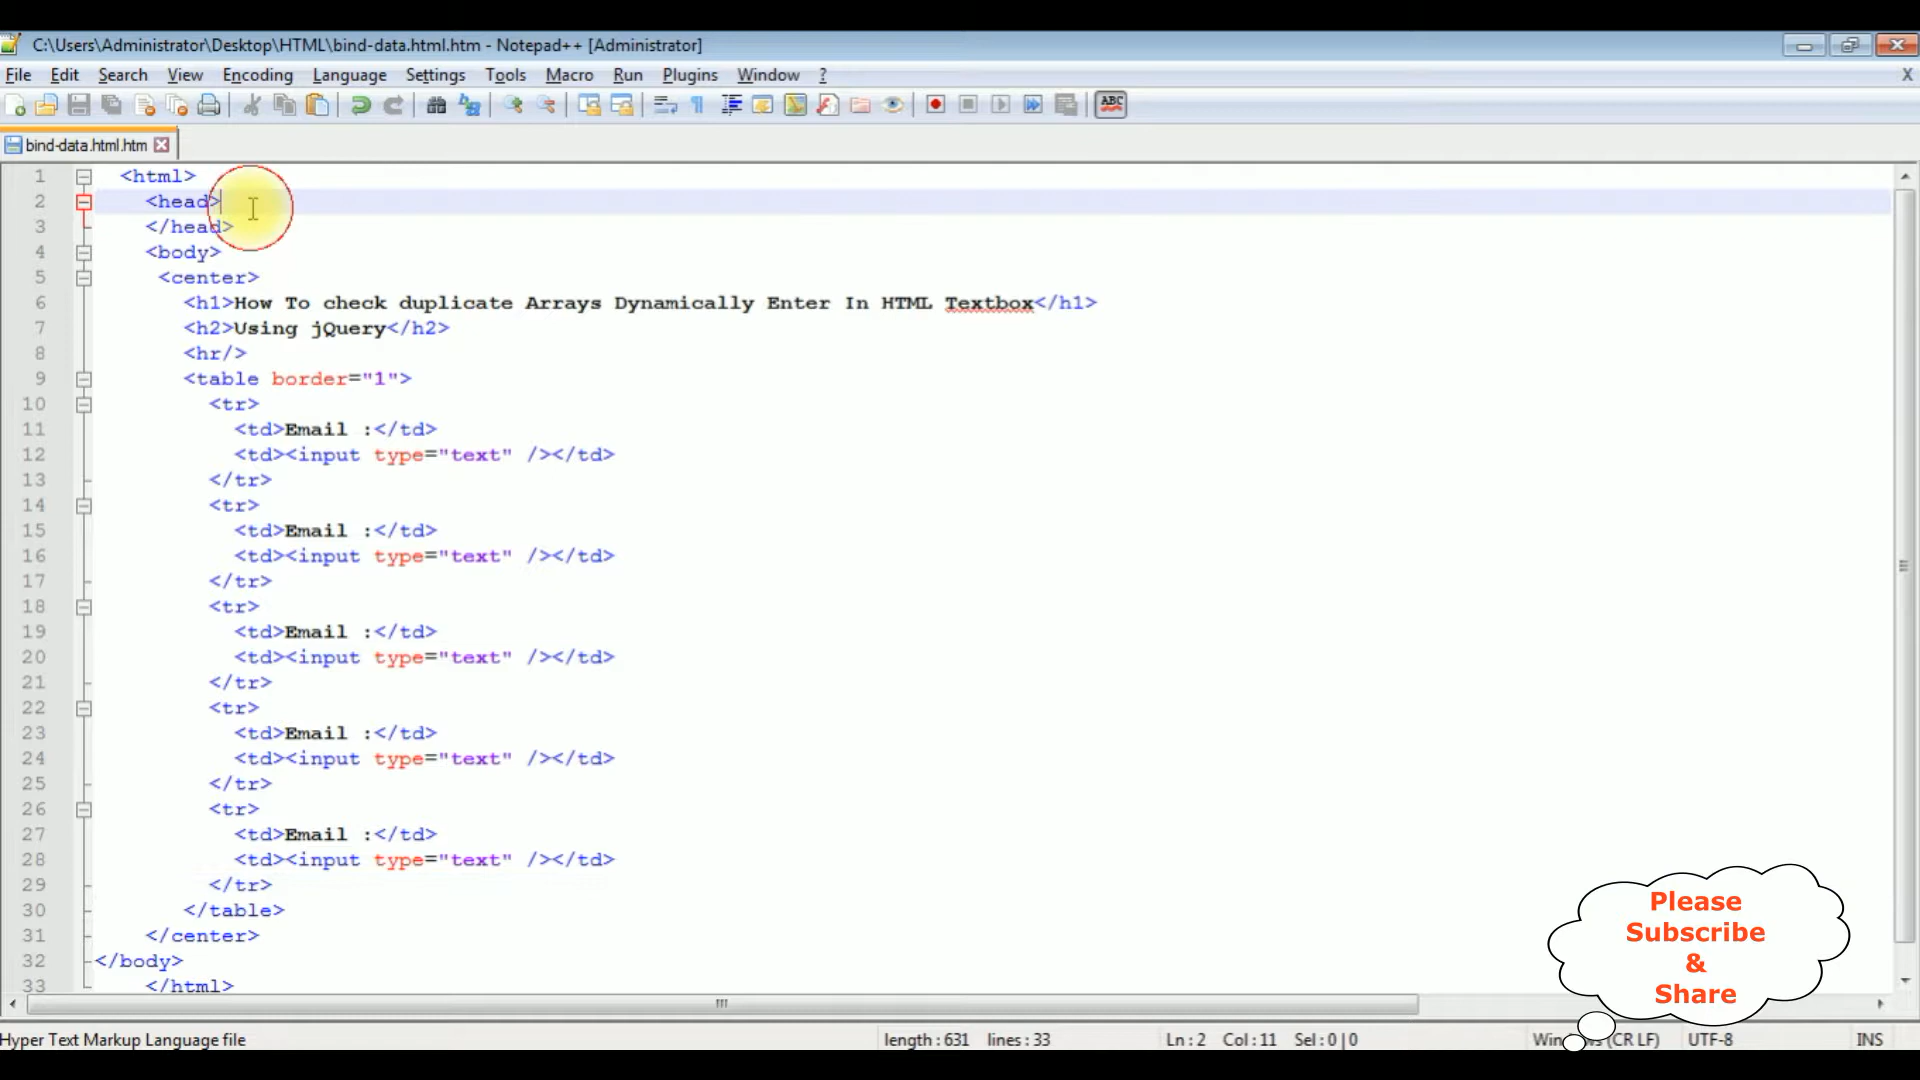 C:\Users\Administrator\Desktop\HTML\bind-data.html.htm - Notepad++ [Administrator]
File Edit Search View Encoding Language Settings Tools Macro Run Plugins Window ?
X
ABC
bind-data.html.htm
1 <html>
2 <head>
3 </head>
4 <body>
5 <center>
6 <h1>How To check duplicate Arrays Dynamically Enter In HTML Textbox</h1>
7 <h2>Using jQuery</h2>
8 <hr/>
9 <table border="1">
10 <tr>
11 <td>Email :</td>
12 <td><input type="text" /></td>
13 </tr>
14 <tr>
15 <td>Email :</td>
16 <td><input type="text" /></td>
17 </tr>
18 <tr>
19 <td>Email :</td>
20 <td><input type="text" /></td>
21 </tr>
22 <tr>
23 <td>Email :</td>
24 <td><input type="text" /></td>
25 </tr>
26 <tr>
27 <td>Email :</td>
28 <td><input type="text" /></td>
29 </tr>
30 </table>
31 </center>
32 </body>
33 </html>
Please
Subscribe
&
Share
Hyper Text Markup Language file length : 631 lines : 33 Ln : 2 Col : 11 Sel : 0 | 0 (CR LF) UTF-8 INS